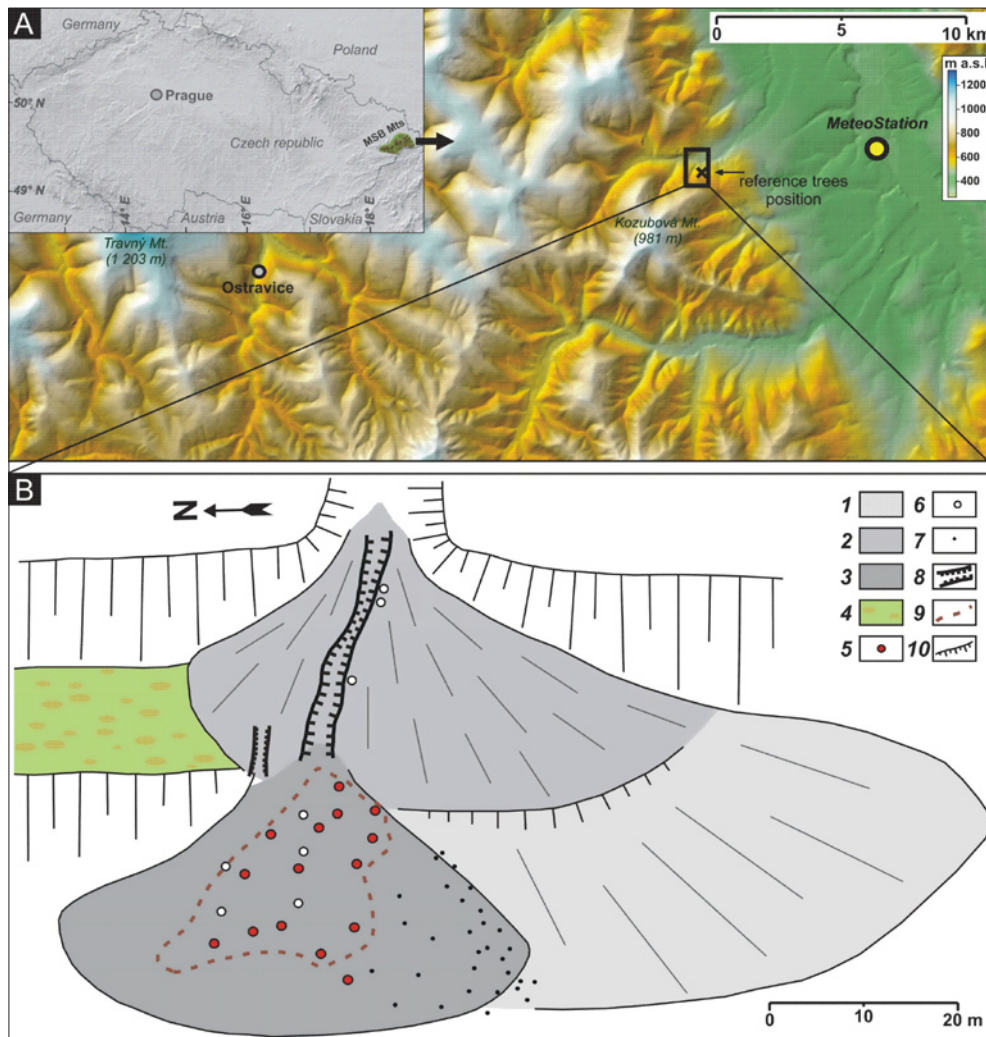 A
Germany
Poland
50° N
Prague
Czech republic
MSB Mts
49° N
Germany
14° E
Austria
16° E
Slovakia
18° E
0 5 10 km
m a.s.l.
1200
1000
800
600
400
MeteoStation
reference trees
position
Kozubová Mt.
(981 m)
Travný Mt.
(1 203 m)
Ostravice
B
N
1 6
2 7
3 8
4 9
5 10
0 10 20 m